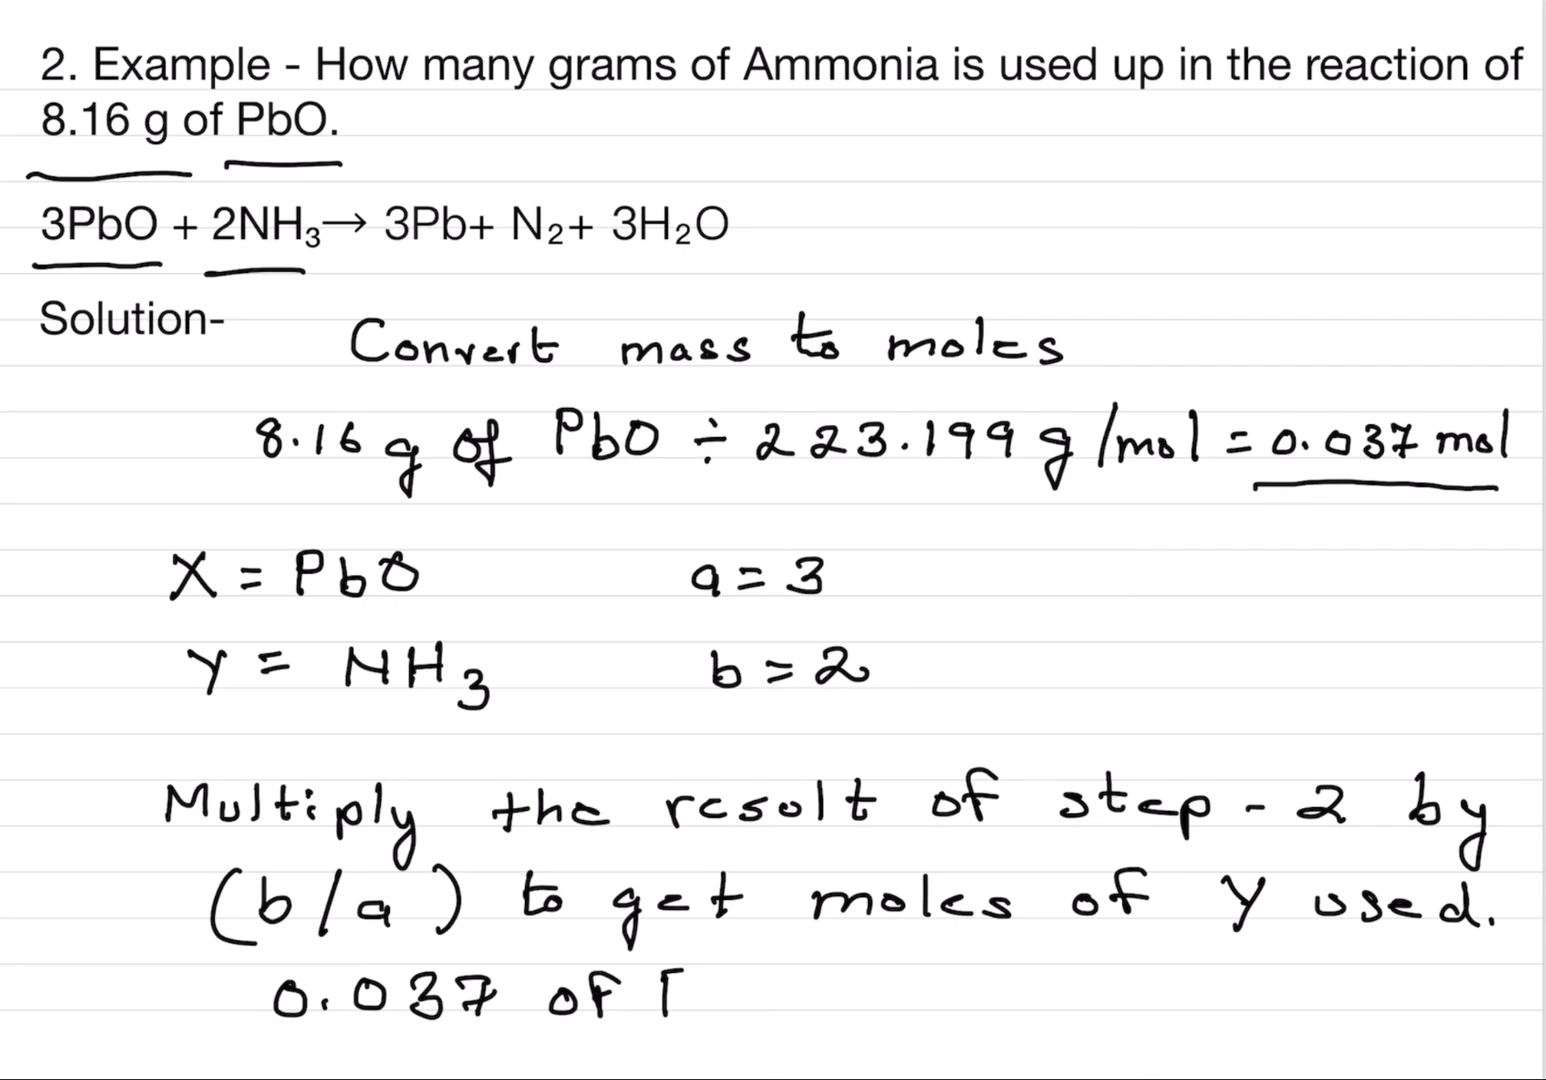 2. Example - How many grams of Ammonia is used up in the reaction of
8.16 g of PbO.
3PbO + 2NH₃→ 3Pb+ N₂+ 3H₂O
Solution-
Convert mass to moles
8.16 g of PbO ÷ 223.199 g/mol = 0.037 mol
X = PbO a = 3
Y = NH₃ b = 2
Multiply the result of step - 2 by
(b/a) to get moles of Y used.
0.037 of